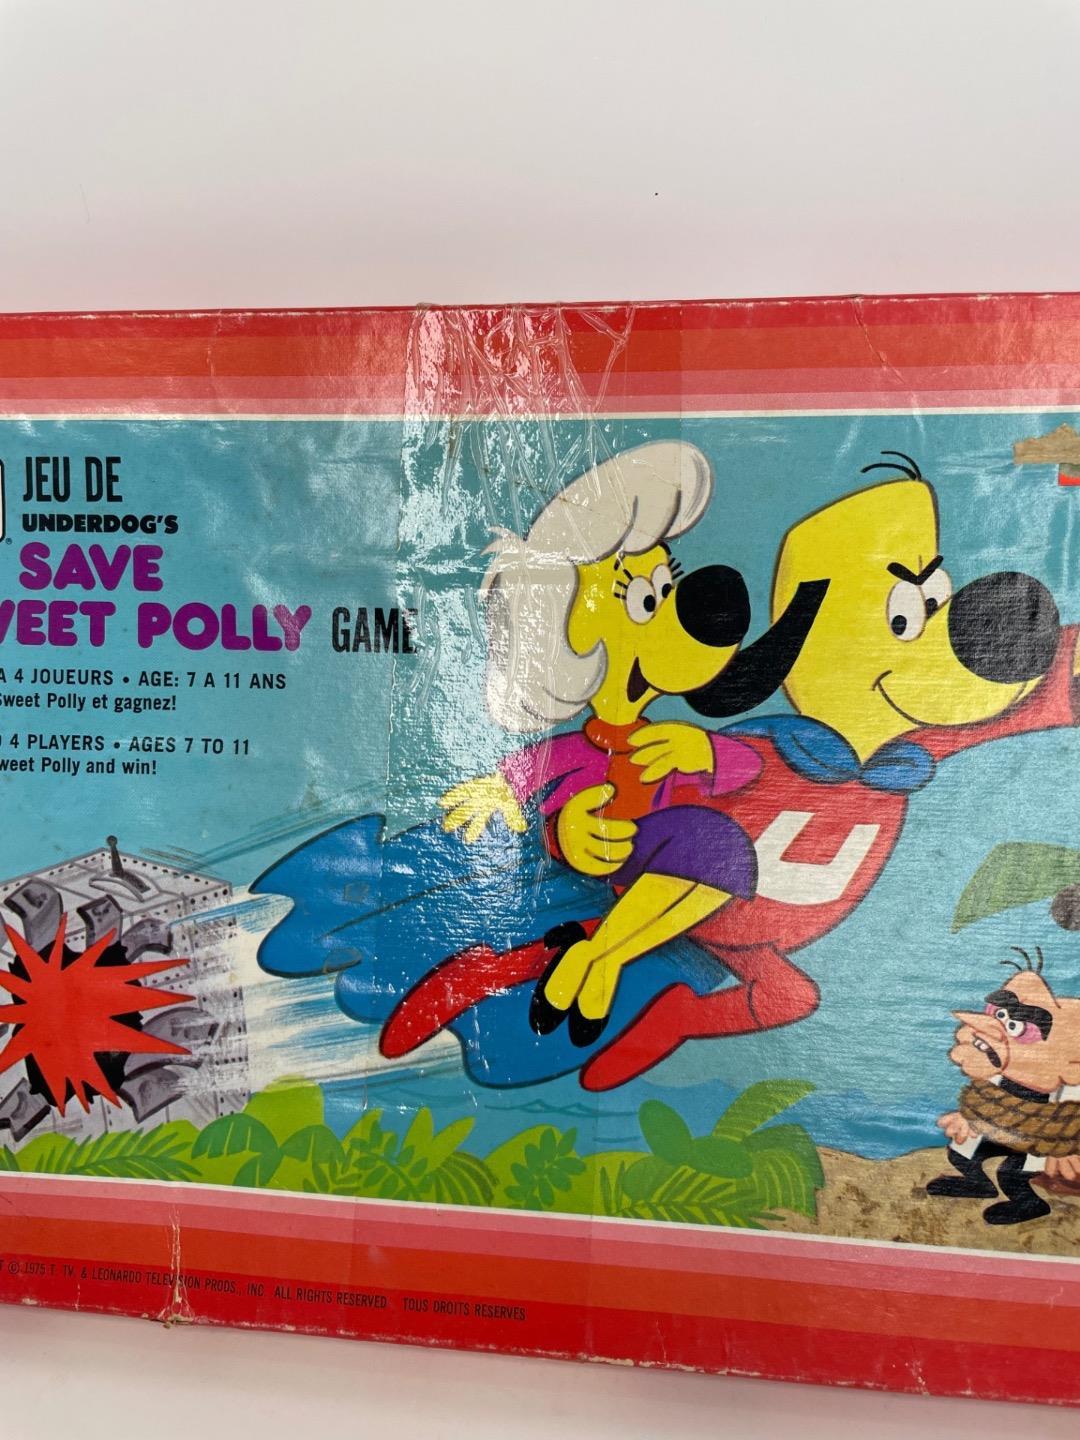 JEU DE
UNDERDOG'S
SAVE
WEET POLLY GAME
A 4 JOUEURS • AGE: 7 A 11 ANS
Sweet Polly et gagnez!
4 PLAYERS • AGES 7 TO 11
weet Polly and win!
U
© 1975 T. TV. & LEONARDO TELEVISION PRODS., INC. ALL RIGHTS RESERVED TOUS DROITS RESERVES